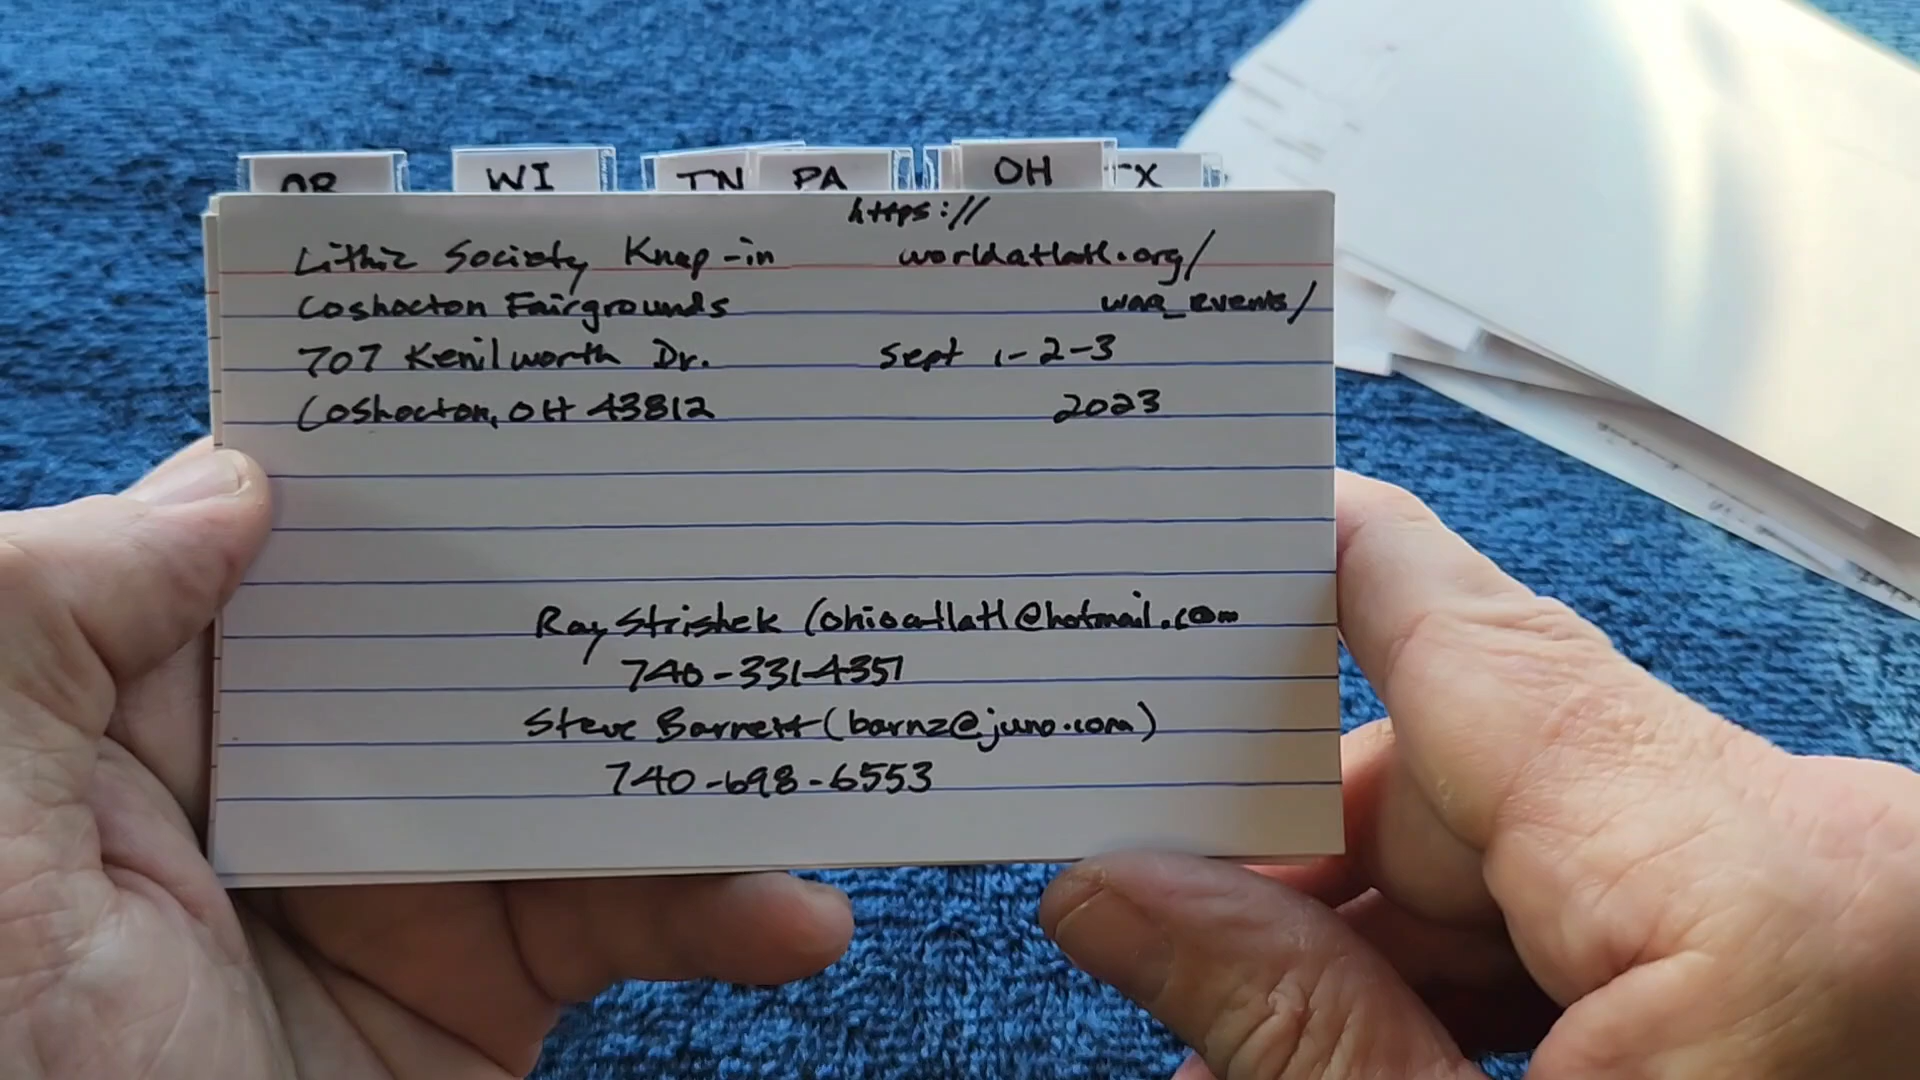 OR WI TN PA OH TX
https://
Lithic Society Knap-in worldatlatl.org/
Coshocton Fairgrounds waa_events/
707 Kenilworth Dr. Sept 1-2-3
Coshocton, OH 43812 2023
Ray Strishek (ohioatlatl@hotmail.com
740-331-4357
Steve Barnett (barnz@juno.com)
740-698-6553